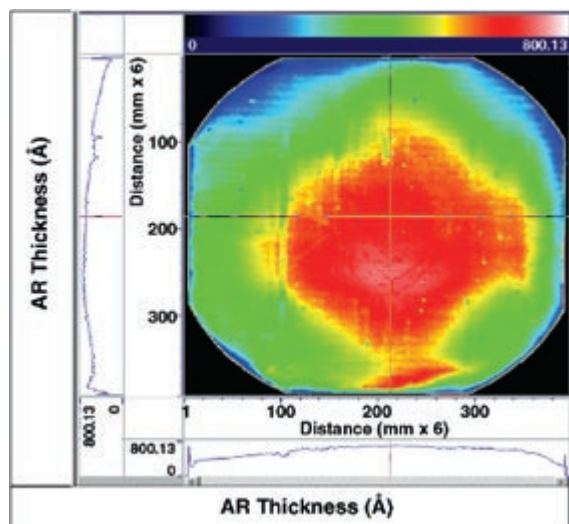 0 800.13
AR Thickness (Å)
Distance (mm x 6)
100
200
300
800.13 0
1 100 200 300
Distance (mm x 6)
800.13
0
AR Thickness (Å)